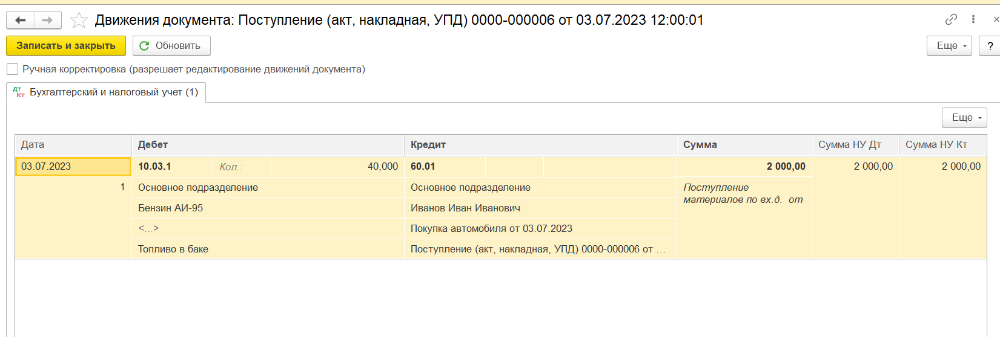 Движения документа: Поступление (акт, накладная, УПД) 0000-000006 от 03.07.2023 12:00:01
Записать и закрыть Обновить Еще ?
Ручная корректировка (разрешает редактирование движений документа)
Дт Кт Бухгалтерский и налоговый учет (1)
Еще
Дата Дебет Кредит Сумма Сумма НУ Дт Сумма НУ Кт
03.07.2023 10.03.1 Кол.: 40,000 60.01 2 000,00 2 000,00 2 000,00
1 Основное подразделение Основное подразделение Поступление
материалов по вх.д. от
Бензин АИ-95 Иванов Иван Иванович
<...> Покупка автомобиля от 03.07.2023
Топливо в баке Поступление (акт, накладная, УПД) 0000-000006 от ...